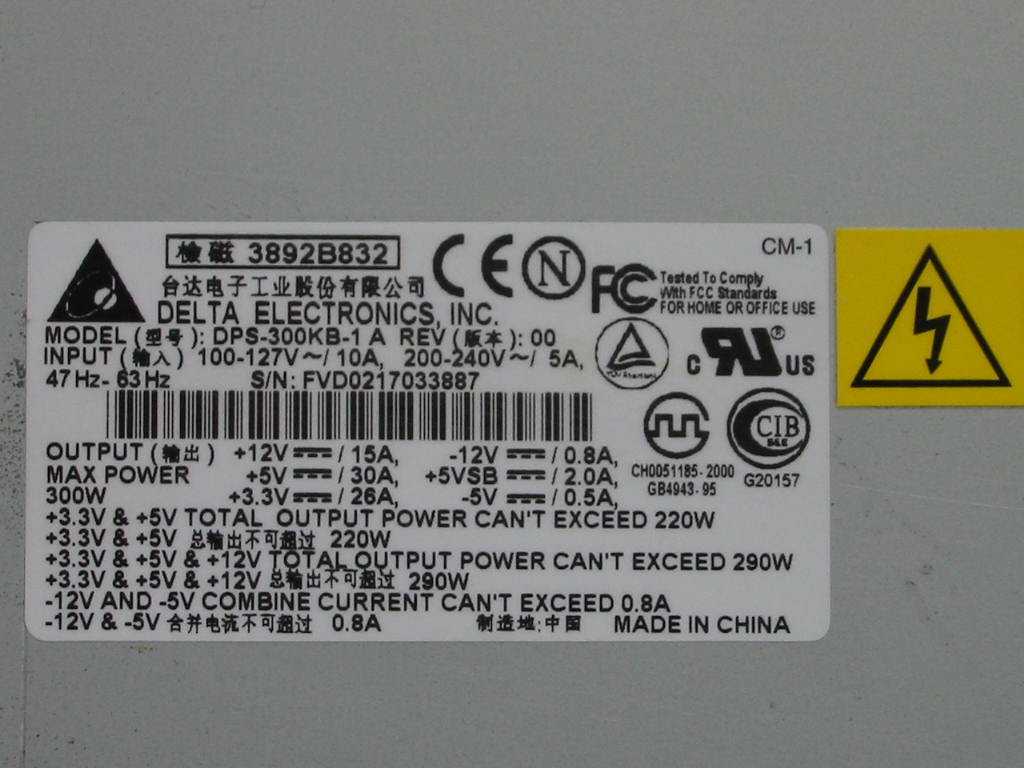 CM-1
檢磁 3892B832
台达电子工业股份有限公司
DELTA ELECTRONICS, INC.
CE
N
FC
Tested To Comply
With FCC Standards
FOR HOME OR OFFICE USE
MODEL (型号): DPS-300KB-1 A REV (版本): 00
INPUT (输入) 100-127V~/ 10A, 200-240V~/ 5A,
47Hz- 63Hz S/N: FVD0217033887
TÜV Rheinland
C RU® US
OUTPUT (输出) +12V⎓/ 15A, -12V⎓/ 0.8A,
MAX POWER +5V⎓/ 30A, +5VSB⎓/ 2.0A,
300W +3.3V⎓/ 26A, -5V⎓/ 0.5A,
CH0051185-2000
GB4943-95
CIB
G20157
+3.3V & +5V TOTAL OUTPUT POWER CAN'T EXCEED 220W
+3.3V & +5V 总输出不可超过 220W
+3.3V & +5V & +12V TOTAL OUTPUT POWER CAN'T EXCEED 290W
+3.3V & +5V & +12V 总输出不可超过 290W
-12V AND -5V COMBINE CURRENT CAN'T EXCEED 0.8A
-12V & -5V 合并电流不可超过 0.8A 制造地:中国 MADE IN CHINA